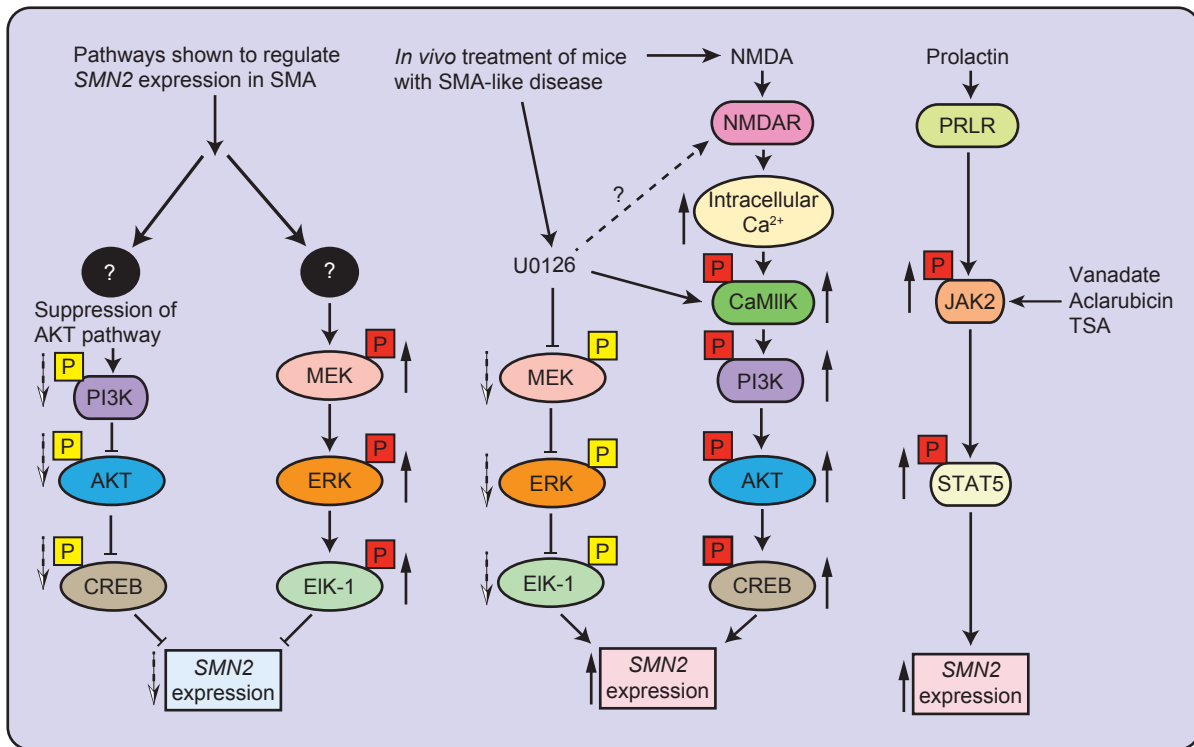 Pathways shown to regulate
SMN2 expression in SMA
?
Suppression of
AKT pathway
P
PI3K
P
AKT
P
CREB
?
P
MEK
P
ERK
P
ElK-1
SMN2
expression
In vivo treatment of mice
with SMA-like disease
U0126
?
P
MEK
P
ERK
P
ElK-1
NMDA
NMDAR
Intracellular
Ca²⁺
P
CaMIIK
P
PI3K
P
AKT
P
CREB
SMN2
expression
Prolactin
PRLR
P
JAK2
Vanadate
Aclarubicin
TSA
P
STAT5
SMN2
expression